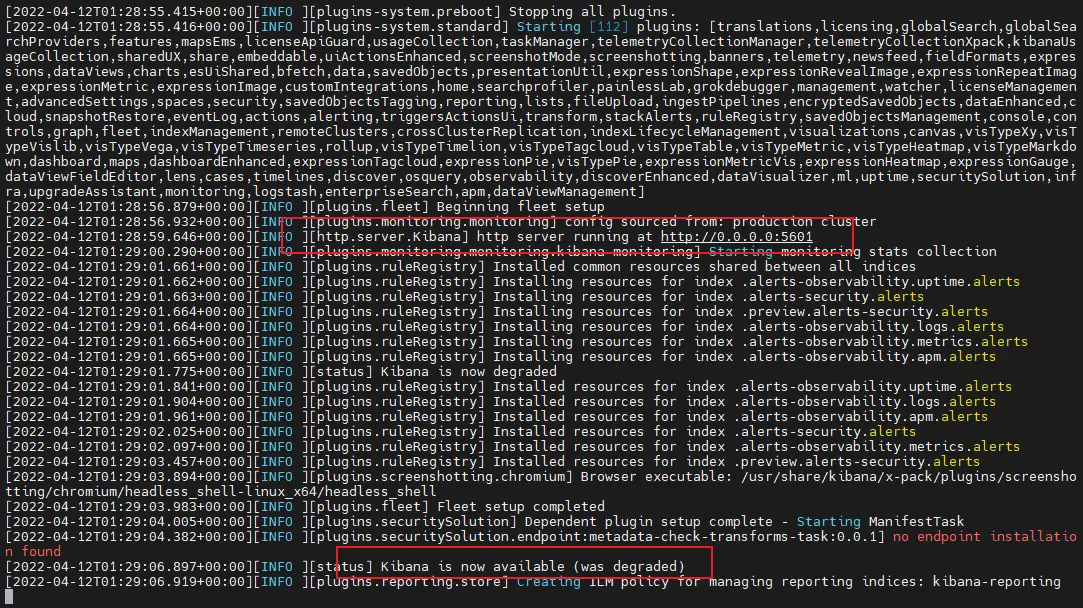 [2022-04-12T01:28:55.415+00:00][INFO ][plugins-system.preboot] Stopping all plugins.
[2022-04-12T01:28:55.416+00:00][INFO ][plugins-system.standard] Starting [112] plugins: [translations,licensing,globalSearch,globalSe
archProviders,features,mapsEms,licenseApiGuard,usageCollection,taskManager,telemetryCollectionManager,telemetryCollectionXpack,kibanaUs
ageCollection,sharedUX,share,embeddable,uiActionsEnhanced,screenshotMode,screenshotting,banners,telemetry,newsfeed,fieldFormats,expres
sions,dataViews,charts,esUiShared,bfetch,data,savedObjects,presentationUtil,expressionShape,expressionRevealImage,expressionRepeatImag
e,expressionMetric,expressionImage,customIntegrations,home,searchprofiler,painlessLab,grokdebugger,management,watcher,licenseManagemen
t,advancedSettings,spaces,security,savedObjectsTagging,reporting,lists,fileUpload,ingestPipelines,encryptedSavedObjects,dataEnhanced,c
loud,snapshotRestore,eventLog,actions,alerting,triggersActionsUi,transform,stackAlerts,ruleRegistry,savedObjectsManagement,console,con
trols,graph,fleet,indexManagement,remoteClusters,crossClusterReplication,indexLifecycleManagement,visualizations,canvas,visTypeXy,visT
ypeVislib,visTypeVega,visTypeTimeseries,rollup,visTypeTimelion,visTypeTagcloud,visTypeTable,visTypeMetric,visTypeHeatmap,visTypeMarkdo
wn,dashboard,maps,dashboardEnhanced,expressionTagcloud,expressionPie,visTypePie,expressionMetricVis,expressionHeatmap,expressionGauge,
dataViewFieldEditor,lens,cases,timelines,discover,osquery,observability,discoverEnhanced,dataVisualizer,ml,uptime,securitySolution,inf
ra,upgradeAssistant,monitoring,logstash,enterpriseSearch,apm,dataViewManagement]
[2022-04-12T01:28:56.879+00:00][INFO ][plugins.fleet] Beginning fleet setup
[2022-04-12T01:28:56.932+00:00][INFO ][plugins.monitoring.monitoring] config sourced from: production cluster
[2022-04-12T01:28:59.646+00:00][INFO ][http.server.Kibana] http server running at http://0.0.0.0:5601
[2022-04-12T01:29:00.290+00:00][INFO ][plugins.monitoring.monitoring.kibana-monitoring] Starting monitoring stats collection
[2022-04-12T01:29:01.661+00:00][INFO ][plugins.ruleRegistry] Installed common resources shared between all indices
[2022-04-12T01:29:01.662+00:00][INFO ][plugins.ruleRegistry] Installing resources for index .alerts-observability.uptime.alerts
[2022-04-12T01:29:01.663+00:00][INFO ][plugins.ruleRegistry] Installing resources for index .alerts-security.alerts
[2022-04-12T01:29:01.664+00:00][INFO ][plugins.ruleRegistry] Installing resources for index .preview.alerts-security.alerts
[2022-04-12T01:29:01.664+00:00][INFO ][plugins.ruleRegistry] Installing resources for index .alerts-observability.logs.alerts
[2022-04-12T01:29:01.665+00:00][INFO ][plugins.ruleRegistry] Installing resources for index .alerts-observability.metrics.alerts
[2022-04-12T01:29:01.665+00:00][INFO ][plugins.ruleRegistry] Installing resources for index .alerts-observability.apm.alerts
[2022-04-12T01:29:01.775+00:00][INFO ][status] Kibana is now degraded
[2022-04-12T01:29:01.841+00:00][INFO ][plugins.ruleRegistry] Installed resources for index .alerts-observability.uptime.alerts
[2022-04-12T01:29:01.904+00:00][INFO ][plugins.ruleRegistry] Installed resources for index .alerts-observability.logs.alerts
[2022-04-12T01:29:01.961+00:00][INFO ][plugins.ruleRegistry] Installed resources for index .alerts-observability.apm.alerts
[2022-04-12T01:29:02.025+00:00][INFO ][plugins.ruleRegistry] Installed resources for index .alerts-security.alerts
[2022-04-12T01:29:02.097+00:00][INFO ][plugins.ruleRegistry] Installed resources for index .alerts-observability.metrics.alerts
[2022-04-12T01:29:03.457+00:00][INFO ][plugins.ruleRegistry] Installed resources for index .preview.alerts-security.alerts
[2022-04-12T01:29:03.894+00:00][INFO ][plugins.screenshotting.chromium] Browser executable: /usr/share/kibana/x-pack/plugins/screensho
tting/chromium/headless_shell-linux_x64/headless_shell
[2022-04-12T01:29:03.983+00:00][INFO ][plugins.fleet] Fleet setup completed
[2022-04-12T01:29:04.005+00:00][INFO ][plugins.securitySolution] Dependent plugin setup complete - Starting ManifestTask
[2022-04-12T01:29:04.382+00:00][INFO ][plugins.securitySolution.endpoint:metadata-check-transforms-task:0.0.1] no endpoint installatio
n found
[2022-04-12T01:29:06.897+00:00][INFO ][status] Kibana is now available (was degraded)
[2022-04-12T01:29:06.919+00:00][INFO ][plugins.reporting.store] Creating ILM policy for managing reporting indices: kibana-reporting